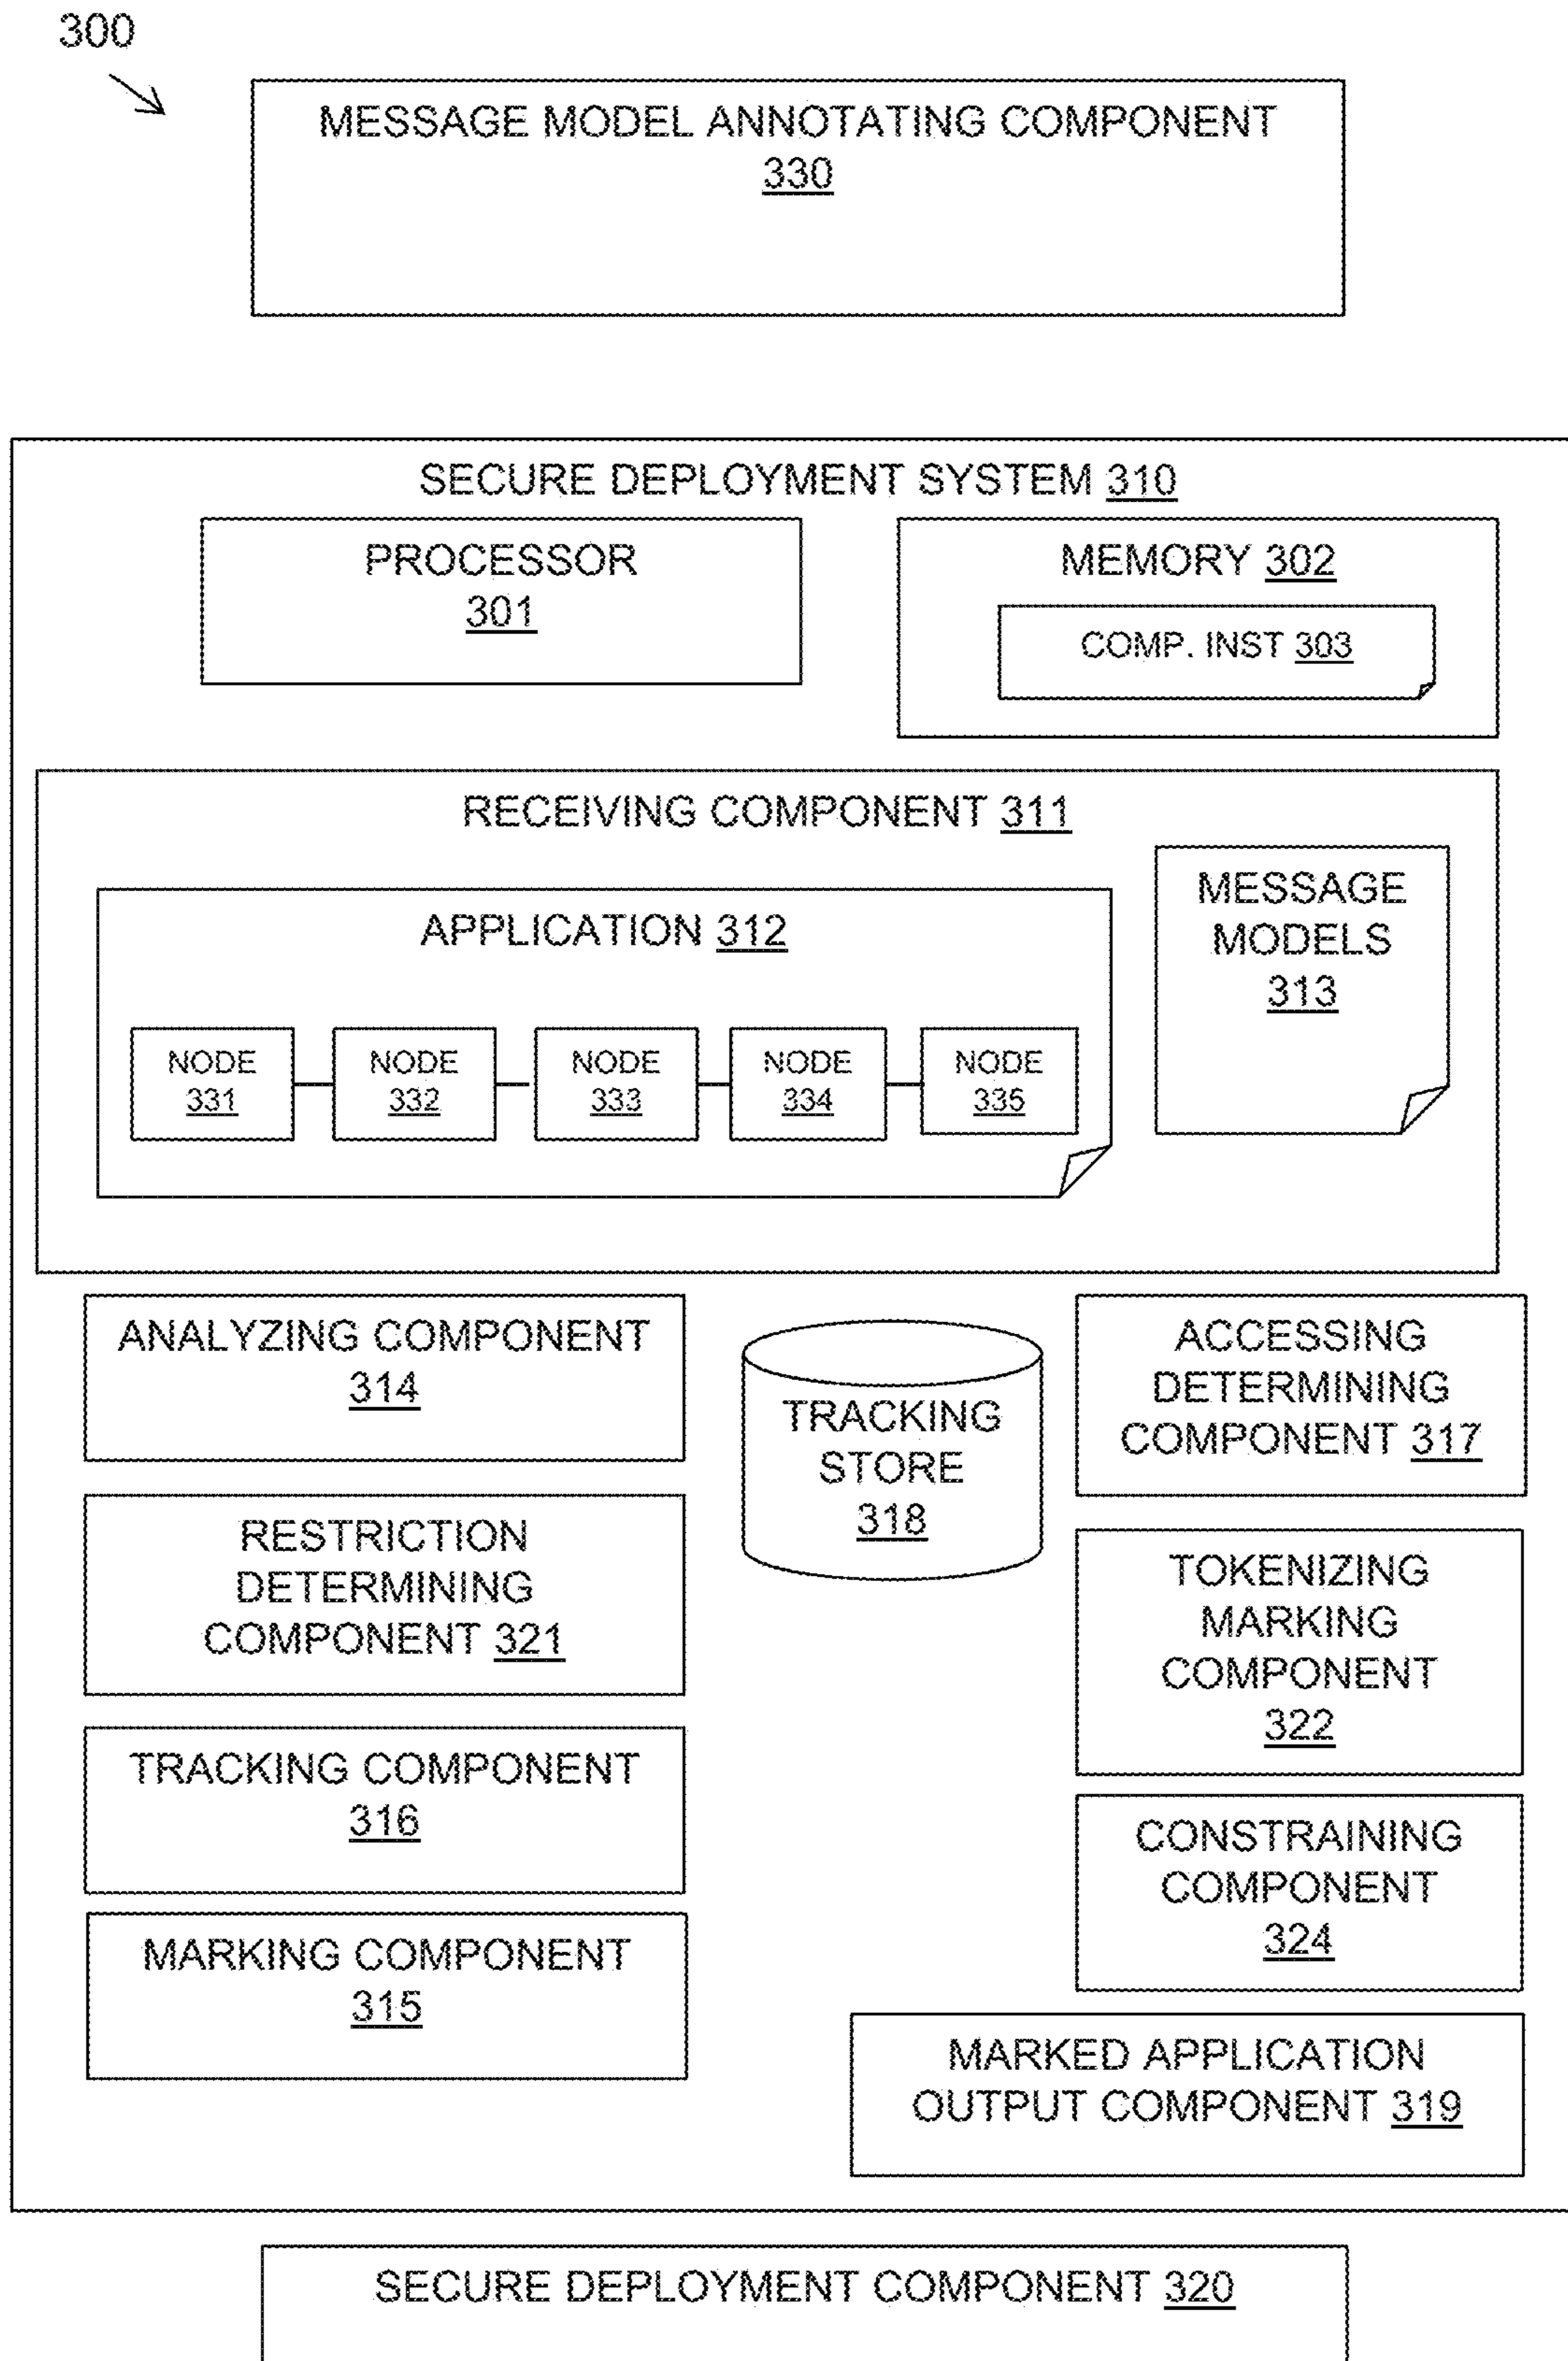 300
MESSAGE MODEL ANNOTATING COMPONENT
330
SECURE DEPLOYMENT SYSTEM 310
PROCESSOR
301
MEMORY 302
COMP. INST 303
RECEIVING COMPONENT 311
APPLICATION 312
NODE
331
NODE
332
NODE
333
NODE
334
NODE
335
MESSAGE
MODELS
313
ANALYZING COMPONENT
314
RESTRICTION
DETERMINING
COMPONENT 321
TRACKING COMPONENT
316
MARKING COMPONENT
315
TRACKING
STORE
318
ACCESSING
DETERMINING
COMPONENT 317
TOKENIZING
MARKING
COMPONENT
322
CONSTRAINING
COMPONENT
324
MARKED APPLICATION
OUTPUT COMPONENT 319
SECURE DEPLOYMENT COMPONENT 320